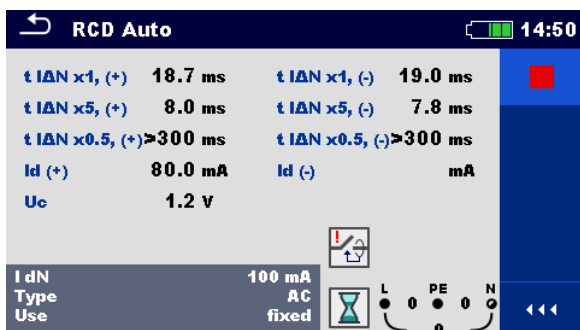 RCD Auto 14:50
t IΔN x1, (+) 18.7 ms t IΔN x1, (-) 19.0 ms
t IΔN x5, (+) 8.0 ms t IΔN x5, (-) 7.8 ms
t IΔN x0.5, (+) >300 ms t IΔN x0.5, (-) >300 ms
Id (+) 80.0 mA Id (-) mA
Uc 1.2 V
I dN 100 mA
Type AC
Use fixed
L PE N
0 0
0